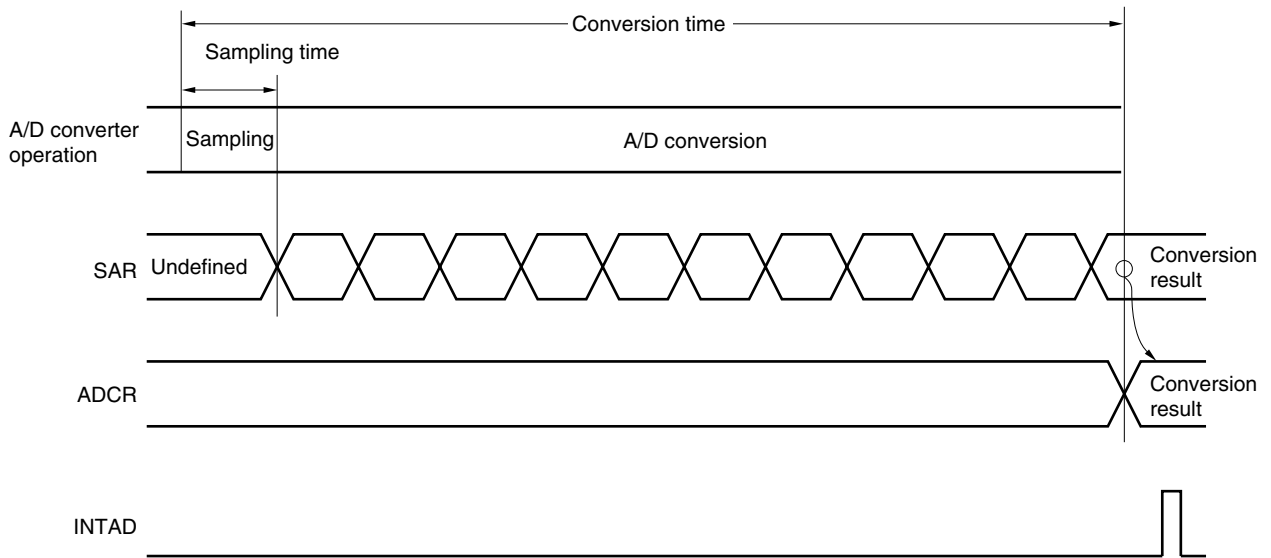 Conversion time
Sampling time
A/D converter
operation
Sampling
A/D conversion
SAR
Undefined
Conversion
result
ADCR
Conversion
result
INTAD